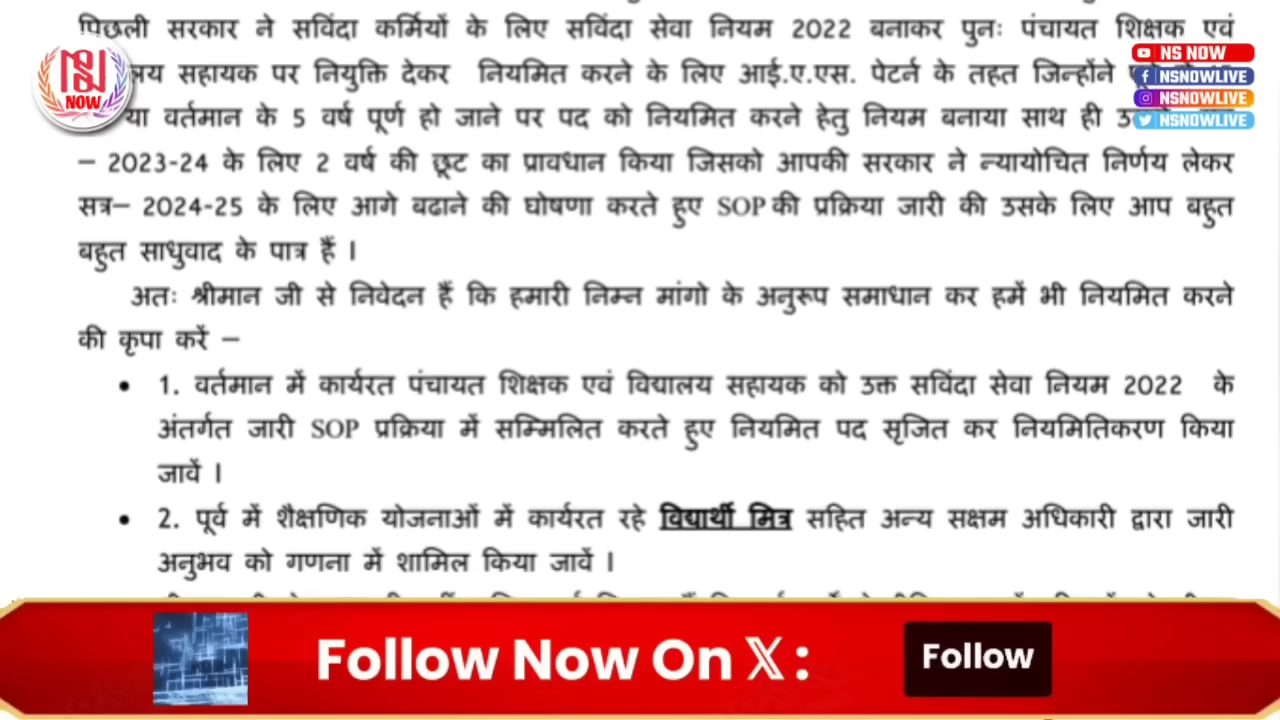 पिछली सरकार ने सविंदा कर्मियों के लिए सविंदा सेवा नियम 2022 बनाकर पुनः पंचायत शिक्षक एवं
लय सहायक पर नियुक्ति देकर नियमित करने के लिए आई.ए.एस. पेटर्न के तहत जिन्होंने
या वर्तमान के 5 वर्ष पूर्ण हो जाने पर पद को नियमित करने हेतु नियम बनाया साथ ही
– 2023-24 के लिए 2 वर्ष की छूट का प्रावधान किया जिसको आपकी सरकार ने न्यायोचित निर्णय लेकर
सत्र– 2024-25 के लिए आगे बढाने की घोषणा करते हुए SOP की प्रक्रिया जारी की उसके लिए आप बहुत
बहुत साधुवाद के पात्र हैं ।
अतः श्रीमान जी से निवेदन हैं कि हमारी निम्न मांगो के अनुरूप समाधान कर हमें भी नियमित करने
की कृपा करें –
• 1. वर्तमान में कार्यरत पंचायत शिक्षक एवं विद्यालय सहायक को उक्त सविंदा सेवा नियम 2022 के
अंतर्गत जारी SOP प्रक्रिया में सम्मिलित करते हुए नियमित पद सृजित कर नियमितिकरण किया
जावें ।
• 2. पूर्व में शैक्षणिक योजनाओं में कार्यरत रहे विद्यार्थी मित्र सहित अन्य सक्षम अधिकारी द्वारा जारी
अनुभव को गणना में शामिल किया जावें ।
NS NOW
NS NOW
NSNOWLIVE
NSNOWLIVE
NSNOWLIVE
Follow Now On X :
Follow